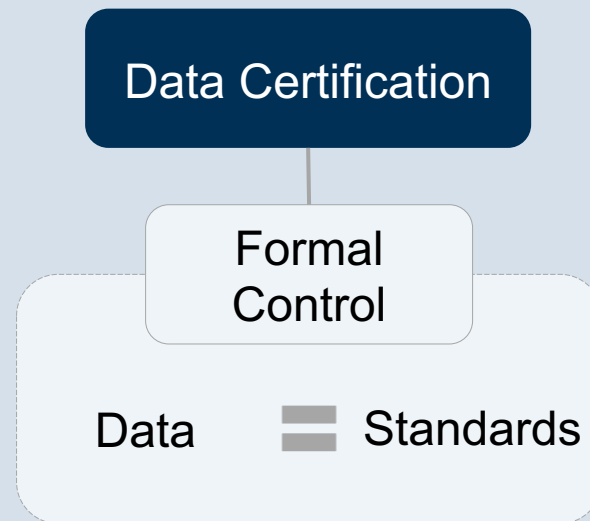 Data Certification
Formal
Control
Data = Standards